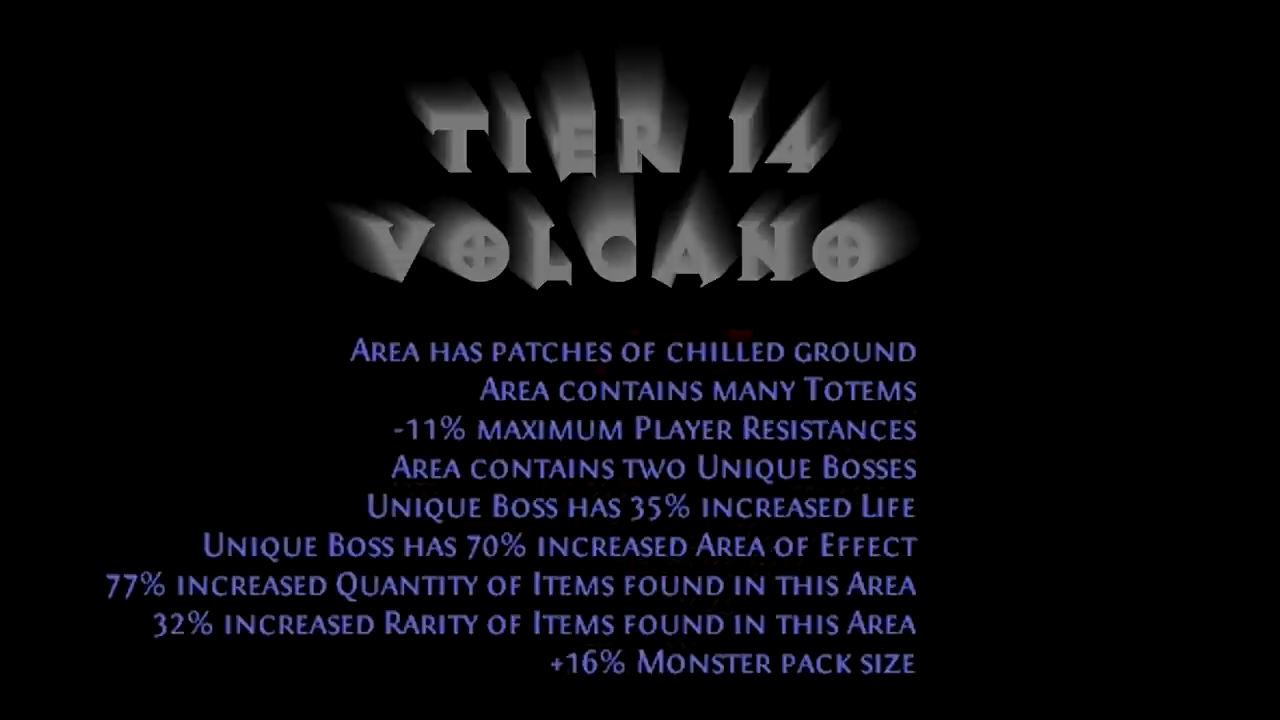 TIER 14
VOLCANO
Area has patches of chilled ground
Area contains many Totems
-11% maximum Player Resistances
Area contains two Unique Bosses
Unique Boss has 35% increased Life
Unique Boss has 70% increased Area of Effect
77% increased Quantity of Items found in this Area
32% increased Rarity of Items found in this Area
+16% Monster pack size